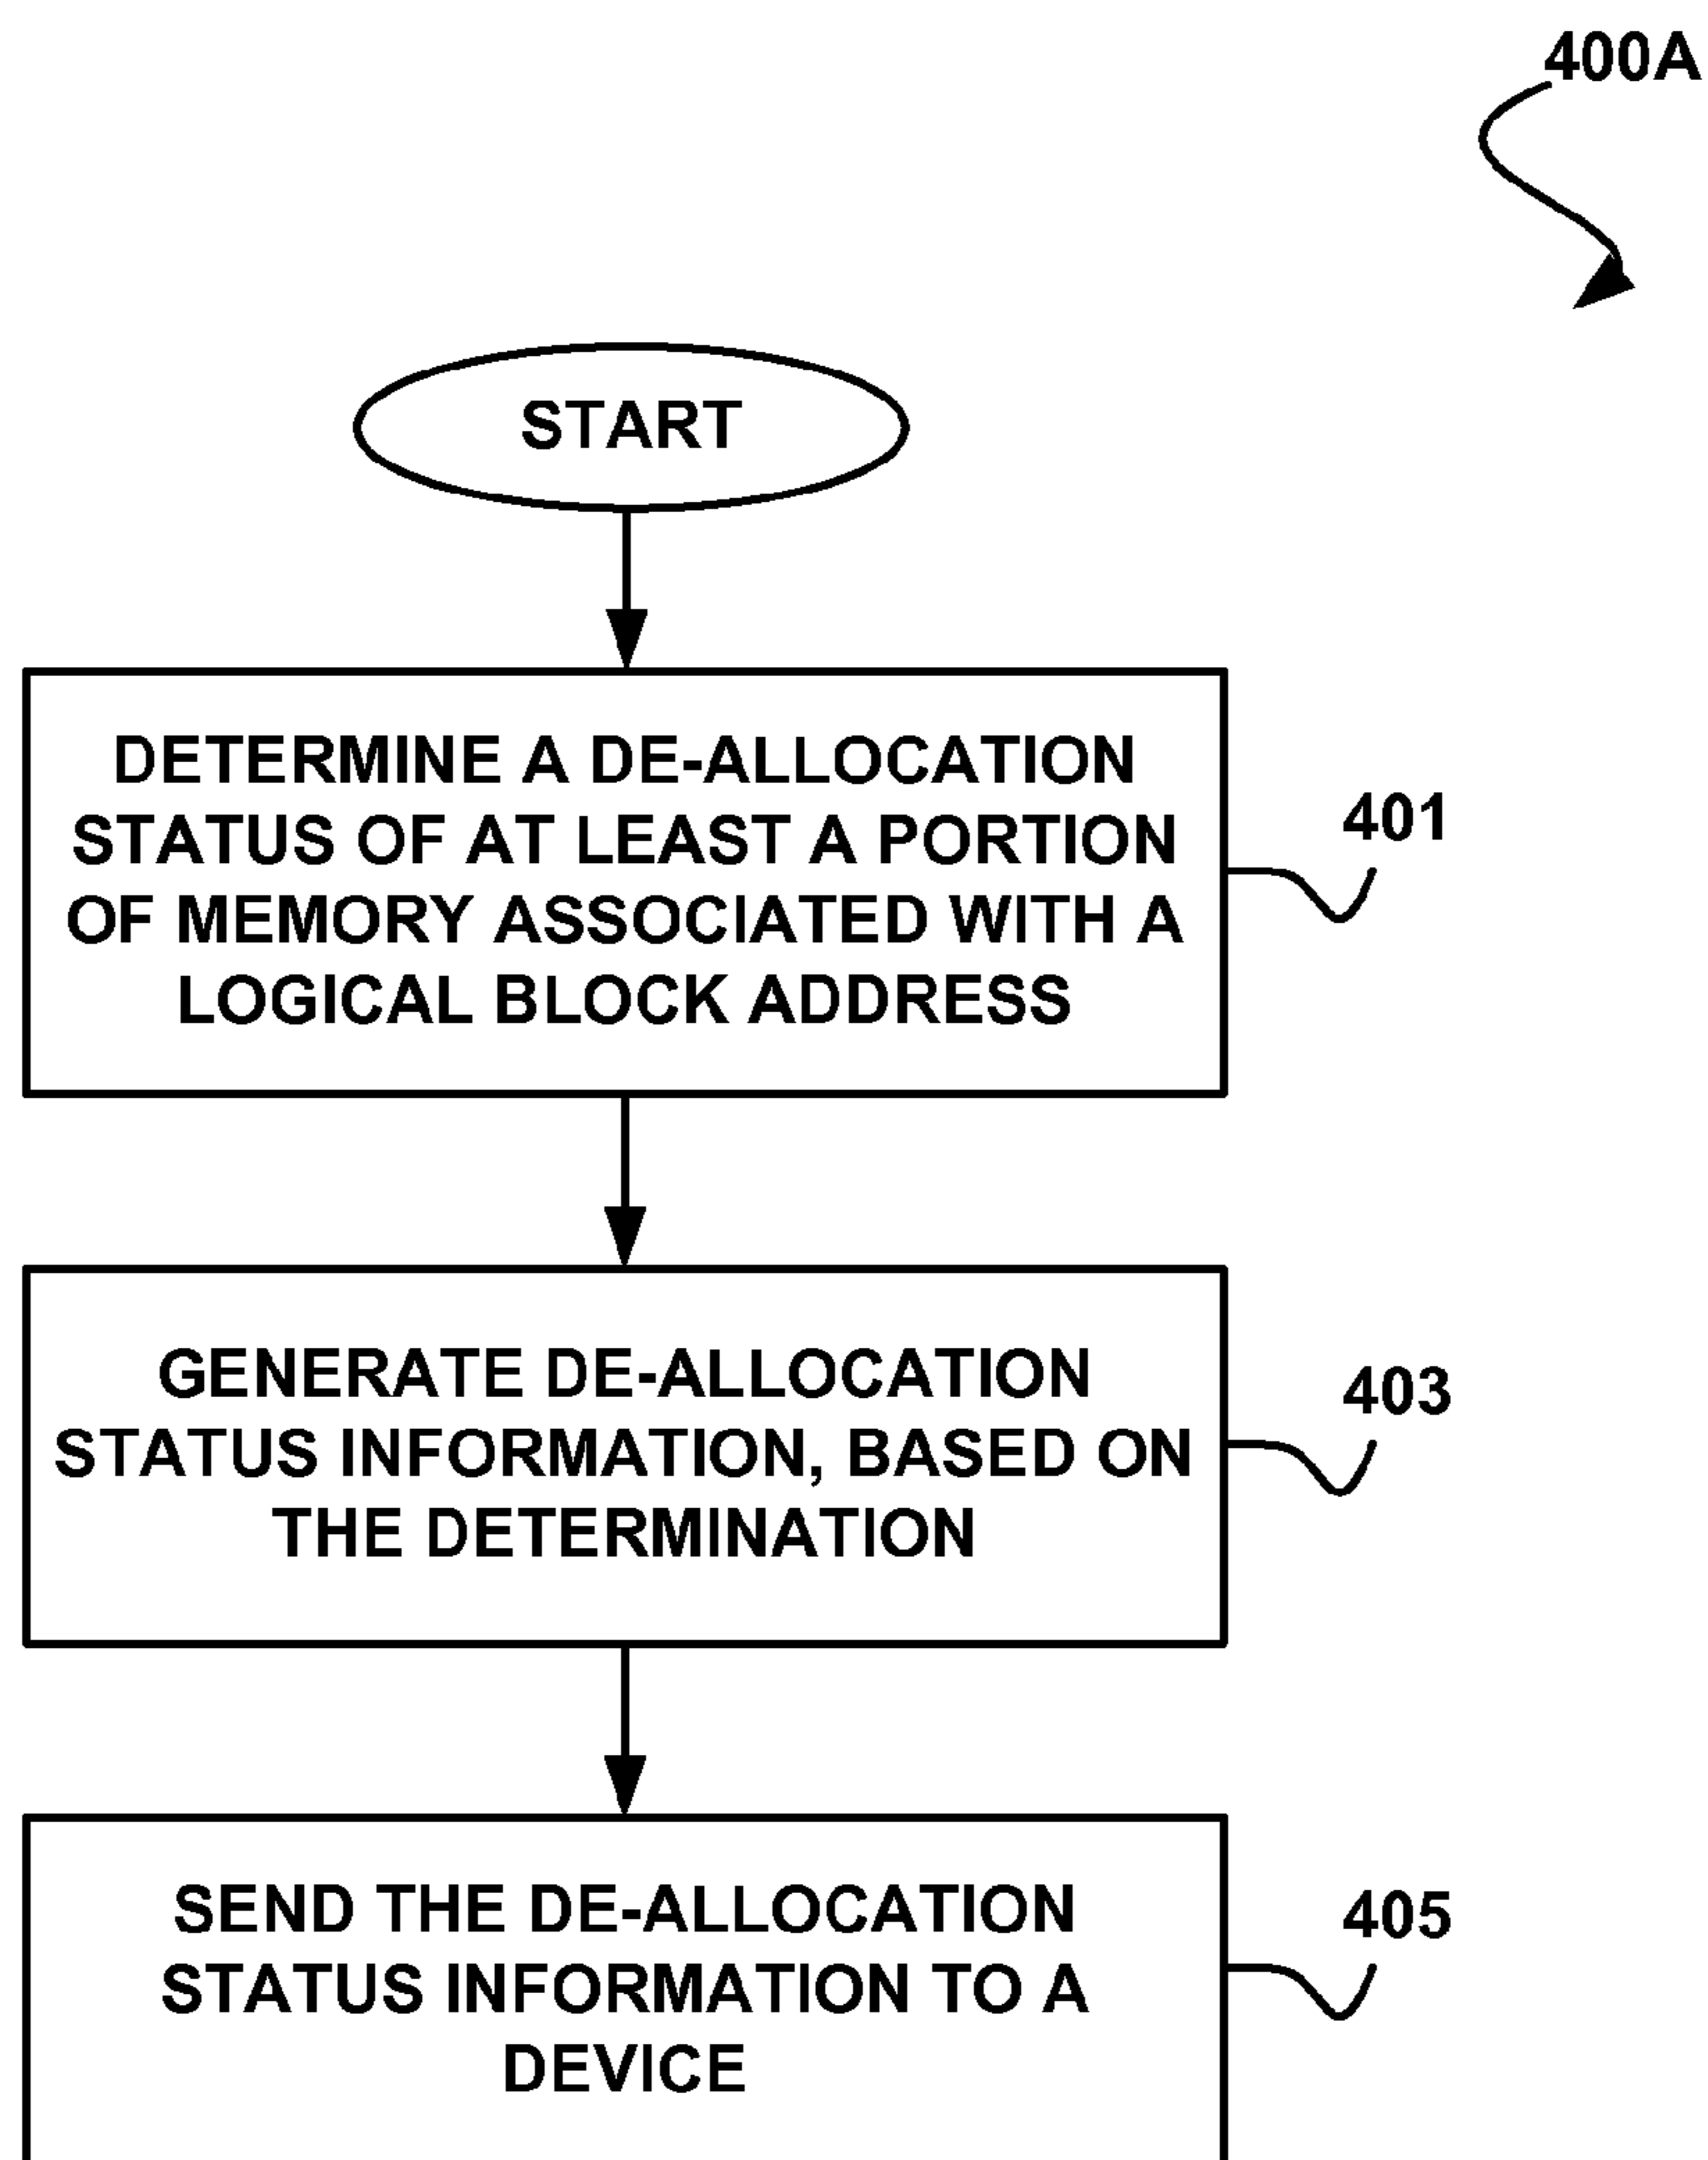 400A
START
DETERMINE A DE-ALLOCATION
STATUS OF AT LEAST A PORTION
OF MEMORY ASSOCIATED WITH A
LOGICAL BLOCK ADDRESS
401
GENERATE DE-ALLOCATION
STATUS INFORMATION, BASED ON
THE DETERMINATION
403
SEND THE DE-ALLOCATION
STATUS INFORMATION TO A
DEVICE
405